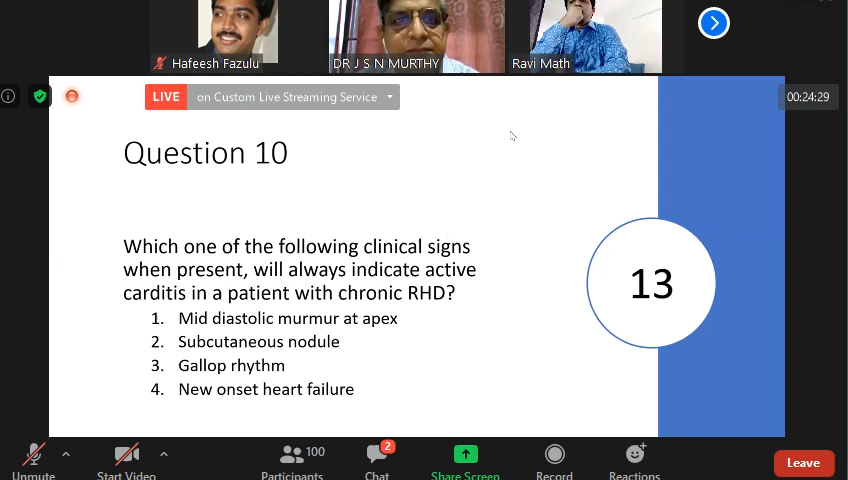 Hafeesh Fazulu
DR J S N MURTHY
Ravi Math
LIVE on Custom Live Streaming Service
00:24:29
Question 10
Which one of the following clinical signs
when present, will always indicate active
carditis in a patient with chronic RHD?
1. Mid diastolic murmur at apex
2. Subcutaneous nodule
3. Gallop rhythm
4. New onset heart failure
13
Unmute
Start Video
Participants
100
Chat
2
Share Screen
Record
Reactions
Leave